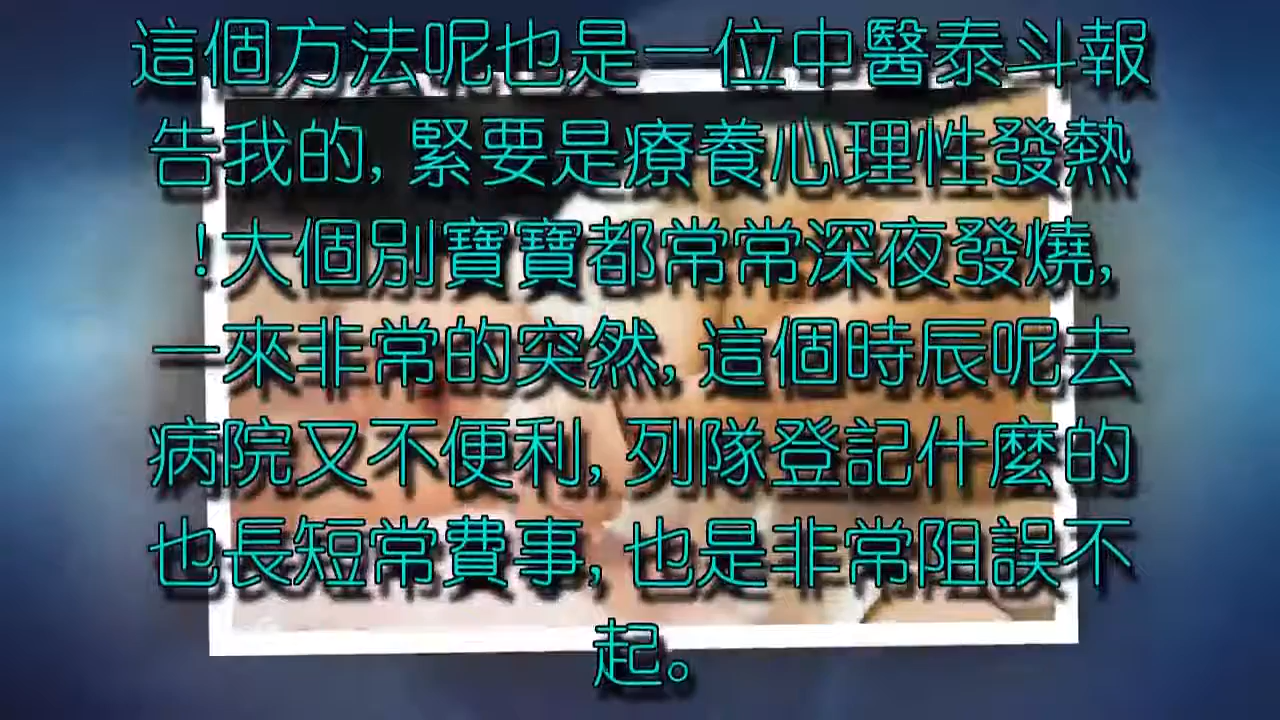 這個方法呢也是一位中醫泰斗報
告我的, 緊要是療養心理性發熱
! 大個別寶寶都常常深夜發燒,
一來非常的突然, 這個時辰呢去
病院又不便利, 列隊登記什麼的
也長短常費事, 也是非常阻誤不
起。